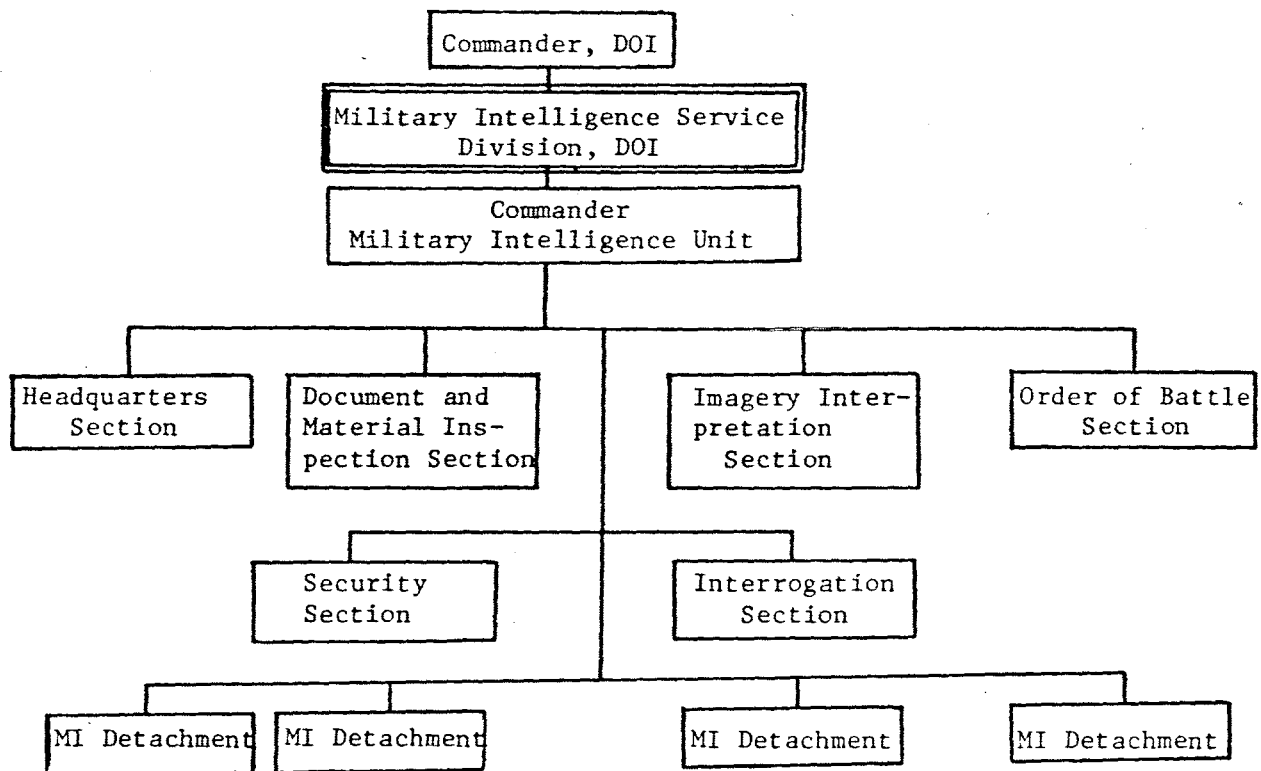 Commander, DOI
Military Intelligence Service
Division, DOI
Commander
Military Intelligence Unit
Headquarters
Section
Document and
Material Ins-
pection Section
Imagery Inter-
pretation
Section
Order of Battle
Section
Security
Section
Interrogation
Section
MI Detachment
MI Detachment
MI Detachment
MI Detachment